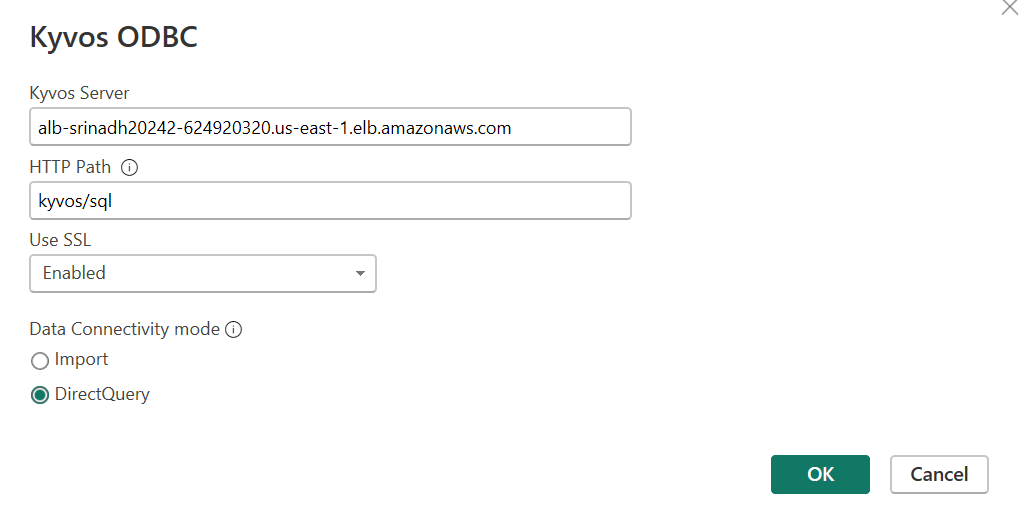 Kyvos ODBC
Kyvos Server
alb-srinadh20242-624920320.us-east-1.elb.amazonaws.com
HTTP Path
kyvos/sql
Use SSL
Enabled
Data Connectivity mode
Import
DirectQuery
OK Cancel